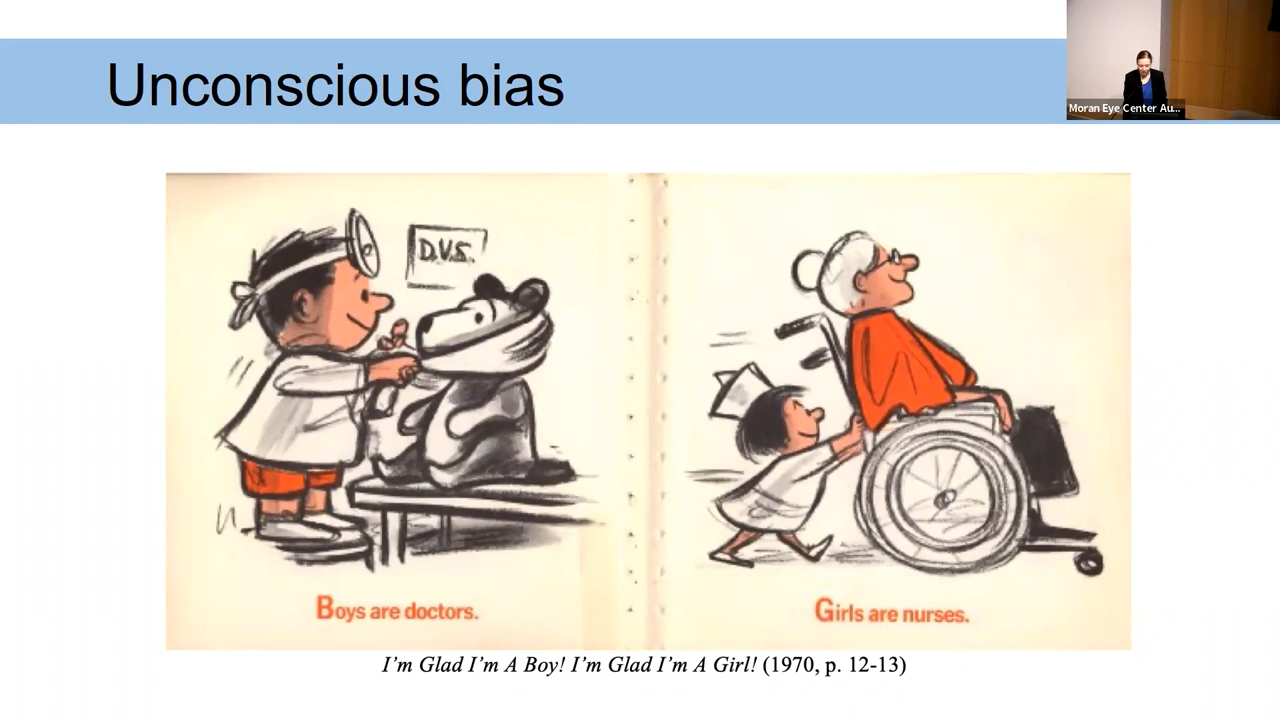 Unconscious bias
Moran Eye Center Au...
D.V.S.
Boys are doctors.
Girls are nurses.
I'm Glad I'm A Boy! I'm Glad I'm A Girl! (1970, p. 12-13)